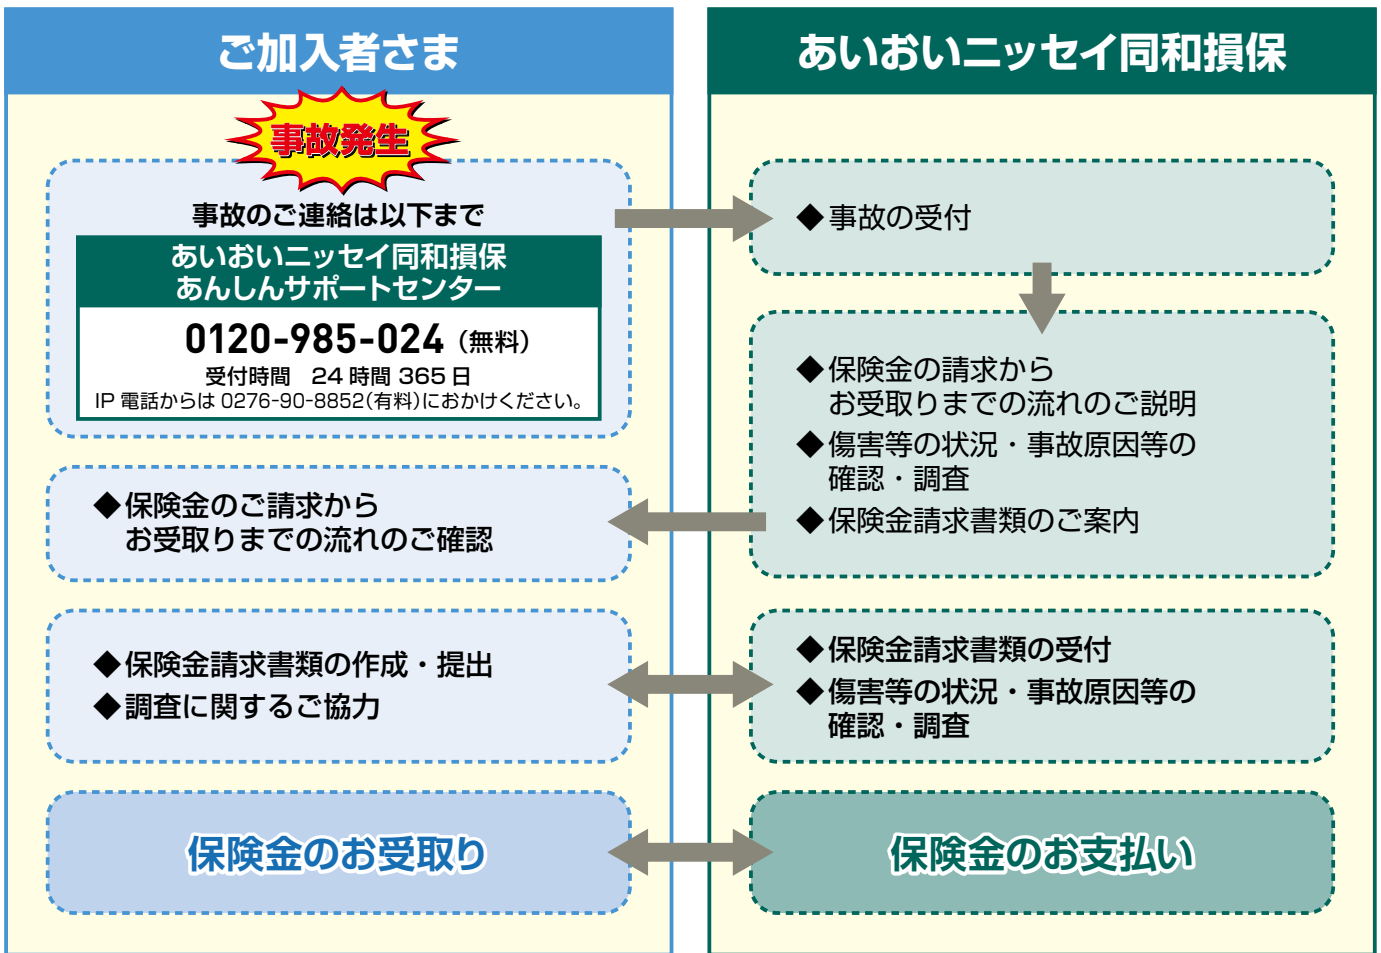 ご加入者さま
事故発生
事故のご連絡は以下まで
あいおいニッセイ同和損保
あんしんサポートセンター
0120-985-024（無料）
受付時間　24時間365日
IP電話からは0276-90-8852(有料)におかけください。
◆保険金のご請求から
お受取りまでの流れのご確認
◆保険金請求書類の作成・提出
◆調査に関するご協力
保険金のお受取り
あいおいニッセイ同和損保
◆事故の受付
◆保険金の請求から
お受取りまでの流れのご説明
◆傷害等の状況・事故原因等の
確認・調査
◆保険金請求書類のご案内
◆保険金請求書類の受付
◆傷害等の状況・事故原因等の
確認・調査
保険金のお支払い